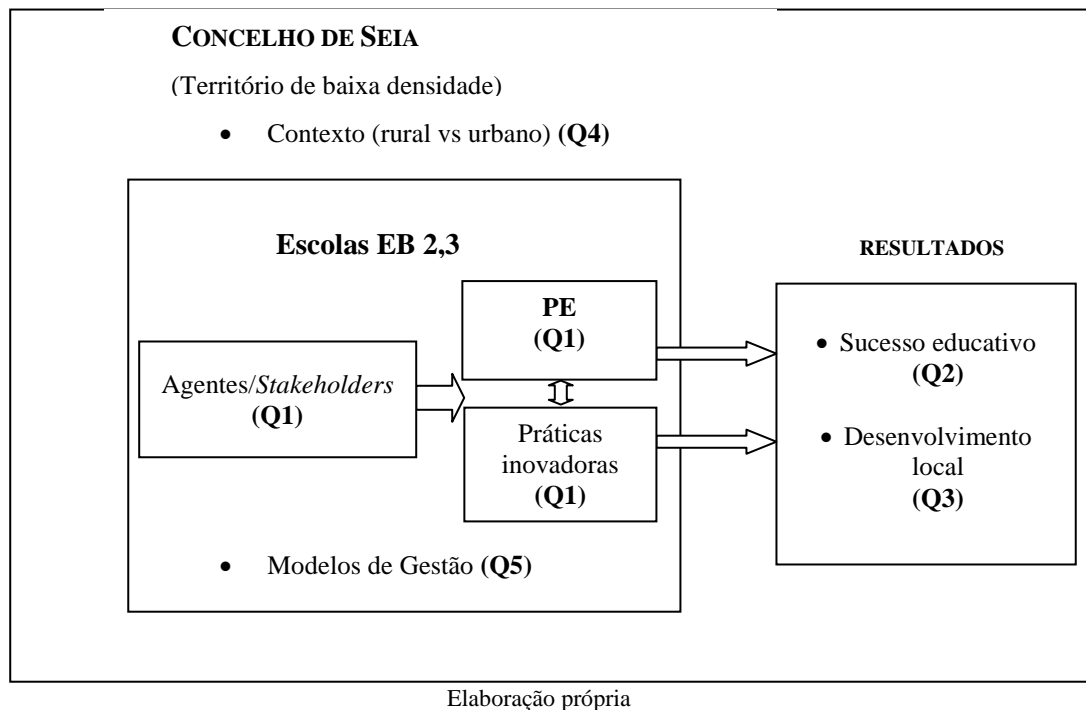 CONCELHO DE SEIA
(Território de baixa densidade)
• Contexto (rural vs urbano) (Q4)
Escolas EB 2,3
RESULTADOS
PE
(Q1)
Agentes/Stakeholders
(Q1)
Práticas
inovadoras
(Q1)
• Sucesso educativo
(Q2)
• Desenvolvimento
local
(Q3)
• Modelos de Gestão (Q5)
Elaboração própria